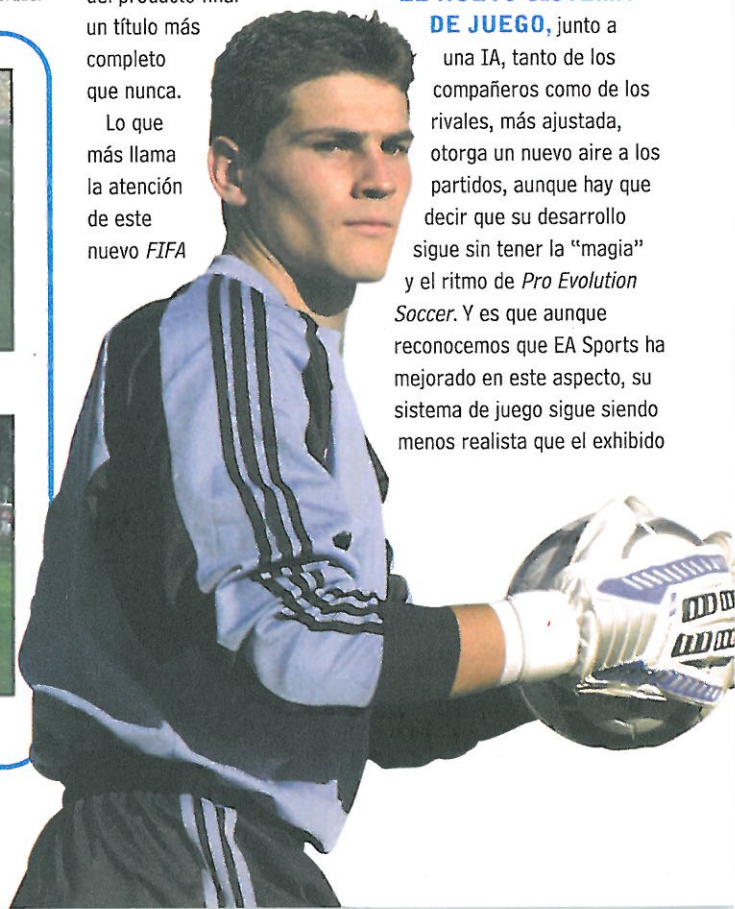 un título más
completo
que nunca.
Lo que
más llama
la atención
de este
nuevo FIFA
DE JUEGO, junto a
una IA, tanto de los
compañeros como de los
rivales, más ajustada,
otorga un nuevo aire a los
partidos, aunque hay que
decir que su desarrollo
sigue sin tener la “magia”
y el ritmo de Pro Evolution
Soccer. Y es que aunque
reconocemos que EA Sports ha
mejorado en este aspecto, su
sistema de juego sigue siendo
menos realista que el exhibido